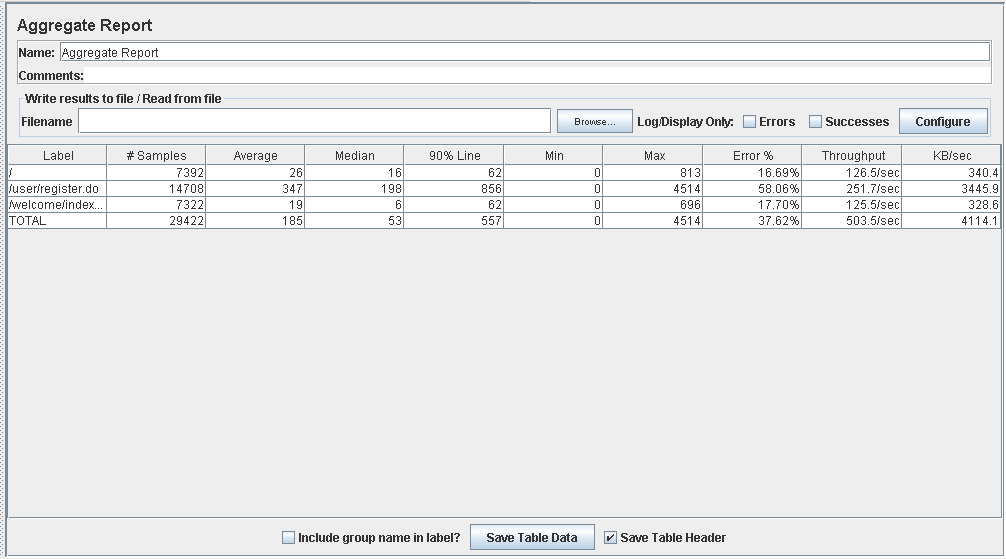 Aggregate Report
Name: Aggregate Report
Comments:
Write results to file / Read from file
Filename Browse... Log/Display Only: Errors Successes Configure
Label # Samples Average Median 90% Line Min Max Error % Throughput KB/sec
/ 7392 26 16 62 0 813 16.69% 126.5/sec 340.4
/user/register.do 14708 347 198 856 0 4514 58.06% 251.7/sec 3445.9
/welcome/index... 7322 19 6 62 0 696 17.70% 125.5/sec 328.6
TOTAL 29422 185 53 557 0 4514 37.62% 503.5/sec 4114.1
Include group name in label? Save Table Data Save Table Header